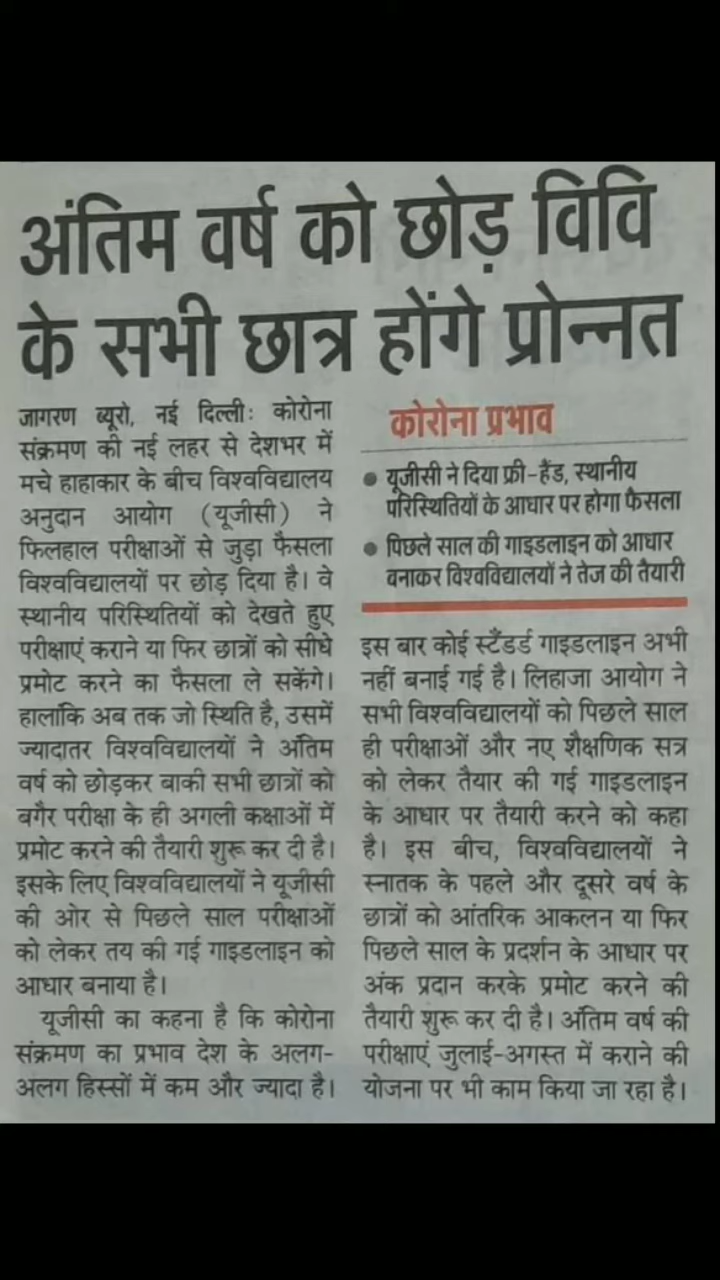 अंतिम वर्ष को छोड़ विवि
के सभी छात्र होंगे प्रोन्नत
जागरण ब्यूरो, नई दिल्ली: कोरोना
संक्रमण की नई लहर से देशभर में
मचे हाहाकार के बीच विश्वविद्यालय
अनुदान आयोग (यूजीसी) ने
फिलहाल परीक्षाओं से जुड़ा फैसला
विश्वविद्यालयों पर छोड़ दिया है। वे
स्थानीय परिस्थितियों को देखते हुए
परीक्षाएं कराने या फिर छात्रों को सीधे
प्रमोट करने का फैसला ले सकेंगे।
हालांकि अब तक जो स्थिति है, उसमें
ज्यादातर विश्वविद्यालयों ने अंतिम
वर्ष को छोड़कर बाकी सभी छात्रों को
बगैर परीक्षा के ही अगली कक्षाओं में
प्रमोट करने की तैयारी शुरू कर दी है।
इसके लिए विश्वविद्यालयों ने यूजीसी
की ओर से पिछले साल परीक्षाओं
को लेकर तय की गई गाइडलाइन को
आधार बनाया है।
यूजीसी का कहना है कि कोरोना
संक्रमण का प्रभाव देश के अलग-
अलग हिस्सों में कम और ज्यादा है।
कोरोना प्रभाव
● यूजीसी ने दिया फ्री-हैंड, स्थानीय
परिस्थितियों के आधार पर होगा फैसला
● पिछले साल की गाइडलाइन को आधार
बनाकर विश्वविद्यालयों ने तेज की तैयारी
इस बार कोई स्टैंडर्ड गाइडलाइन अभी
नहीं बनाई गई है। लिहाजा आयोग ने
सभी विश्वविद्यालयों को पिछले साल
ही परीक्षाओं और नए शैक्षणिक सत्र
को लेकर तैयार की गई गाइडलाइन
के आधार पर तैयारी करने को कहा
है। इस बीच, विश्वविद्यालयों ने
स्नातक के पहले और दूसरे वर्ष के
छात्रों को आंतरिक आकलन या फिर
पिछले साल के प्रदर्शन के आधार पर
अंक प्रदान करके प्रमोट करने की
तैयारी शुरू कर दी है। अंतिम वर्ष की
परीक्षाएं जुलाई-अगस्त में कराने की
योजना पर भी काम किया जा रहा है।